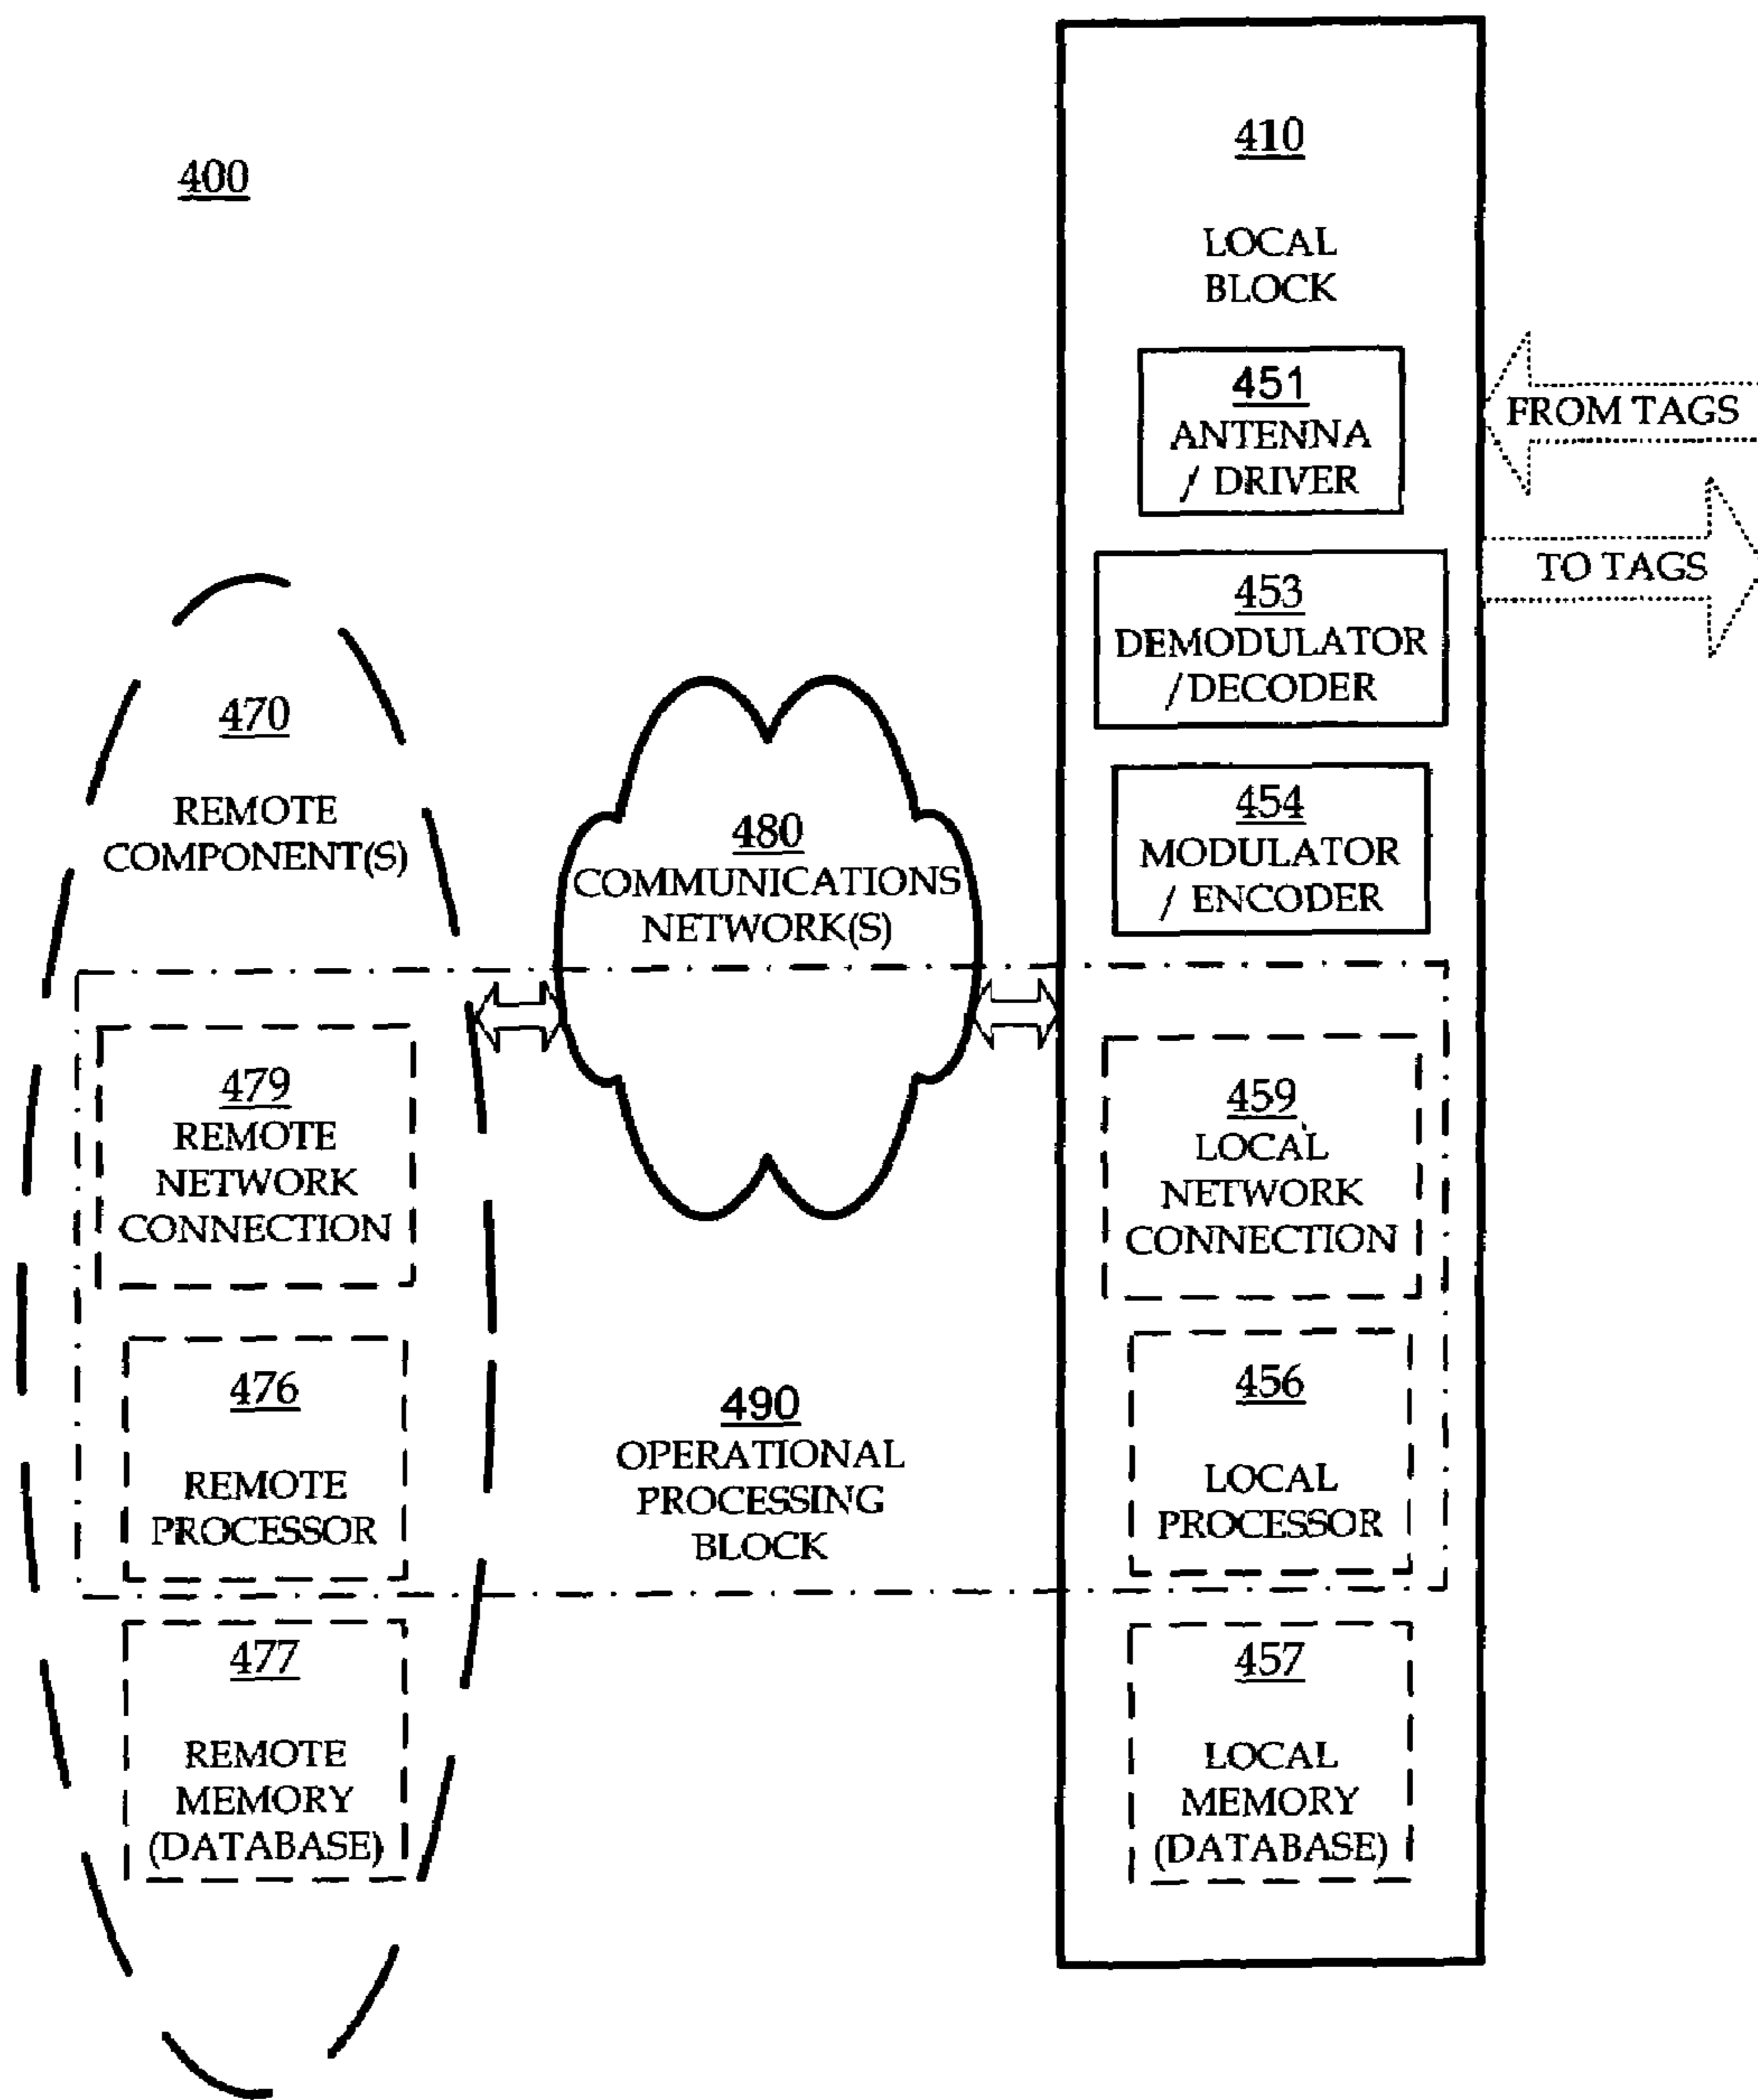 400
410
LOCAL
BLOCK
451
ANTENNA
/ DRIVER
FROM TAGS
TO TAGS
453
DEMODULATOR
/DECODER
454
MODULATOR
/ ENCODER
470
REMOTE
COMPONENT(S)
480
COMMUNICATIONS
NETWORK(S)
479
REMOTE
NETWORK
CONNECTION
459
LOCAL
NETWORK
CONNECTION
476
REMOTE
PROCESSOR
490
OPERATIONAL
PROCESSING
BLOCK
456
LOCAL
PROCESSOR
477
REMOTE
MEMORY
(DATABASE)
457
LOCAL
MEMORY
(DATABASE)